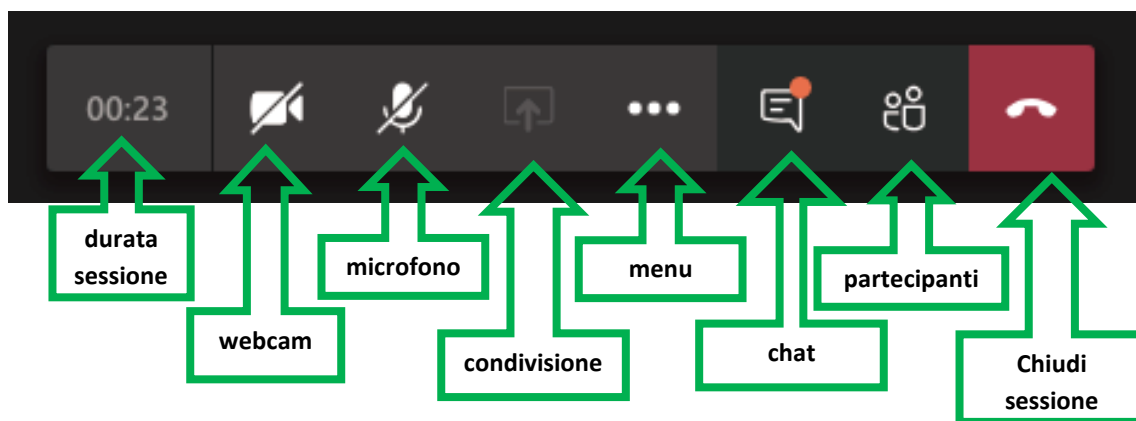 00:23
durata
sessione
webcam
microfono
condivisione
menu
chat
partecipanti
Chiudi
sessione